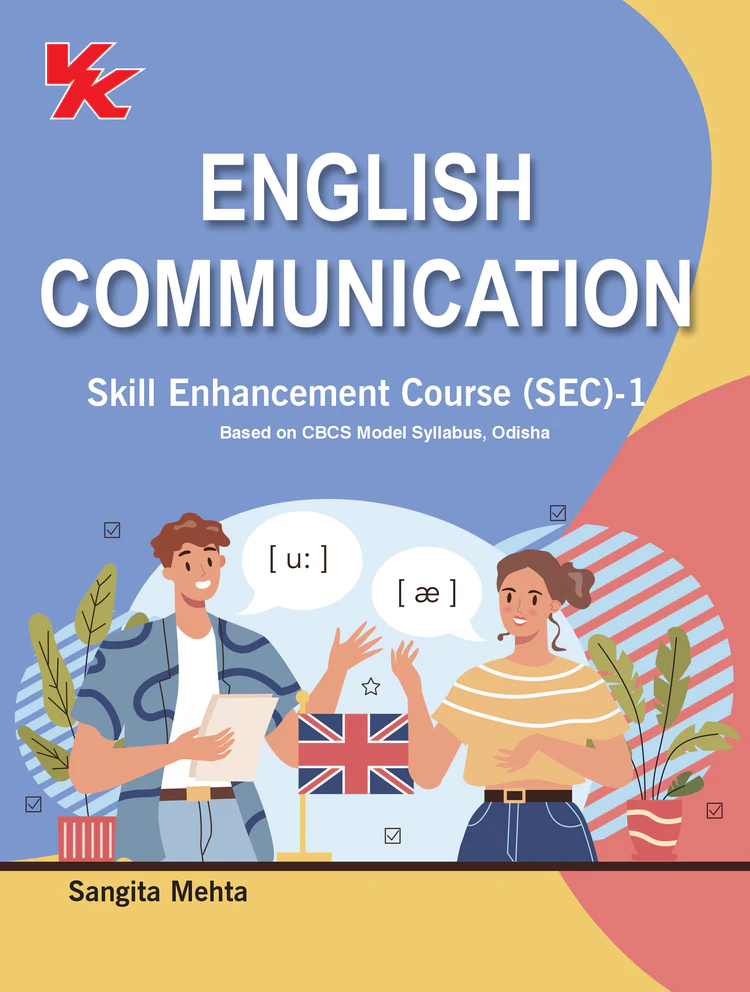 VK
ENGLISH
COMMUNICATION
Skill Enhancement Course (SEC)-1
Based on CBCS Model Syllabus, Odisha
[ u: ]
[ æ ]
Sangita Mehta